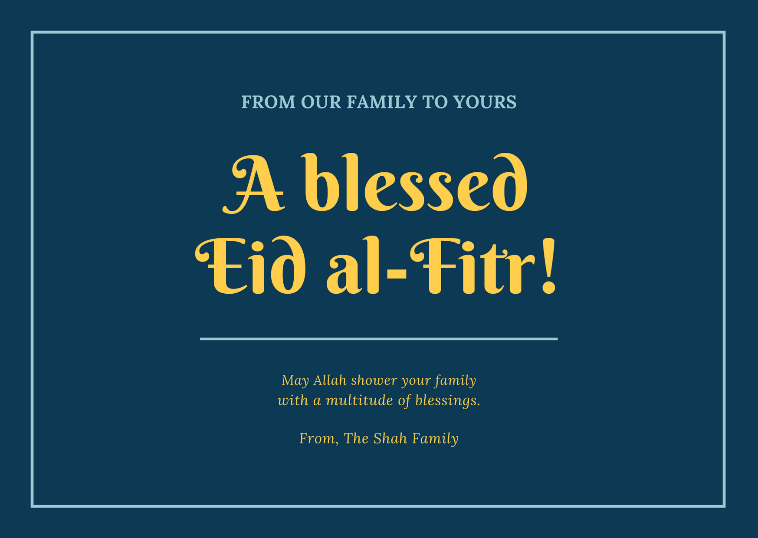 FROM OUR FAMILY TO YOURS
A blessed
Eid al-Fitr!
May Allah shower your family
with a multitude of blessings.
From, The Shah Family